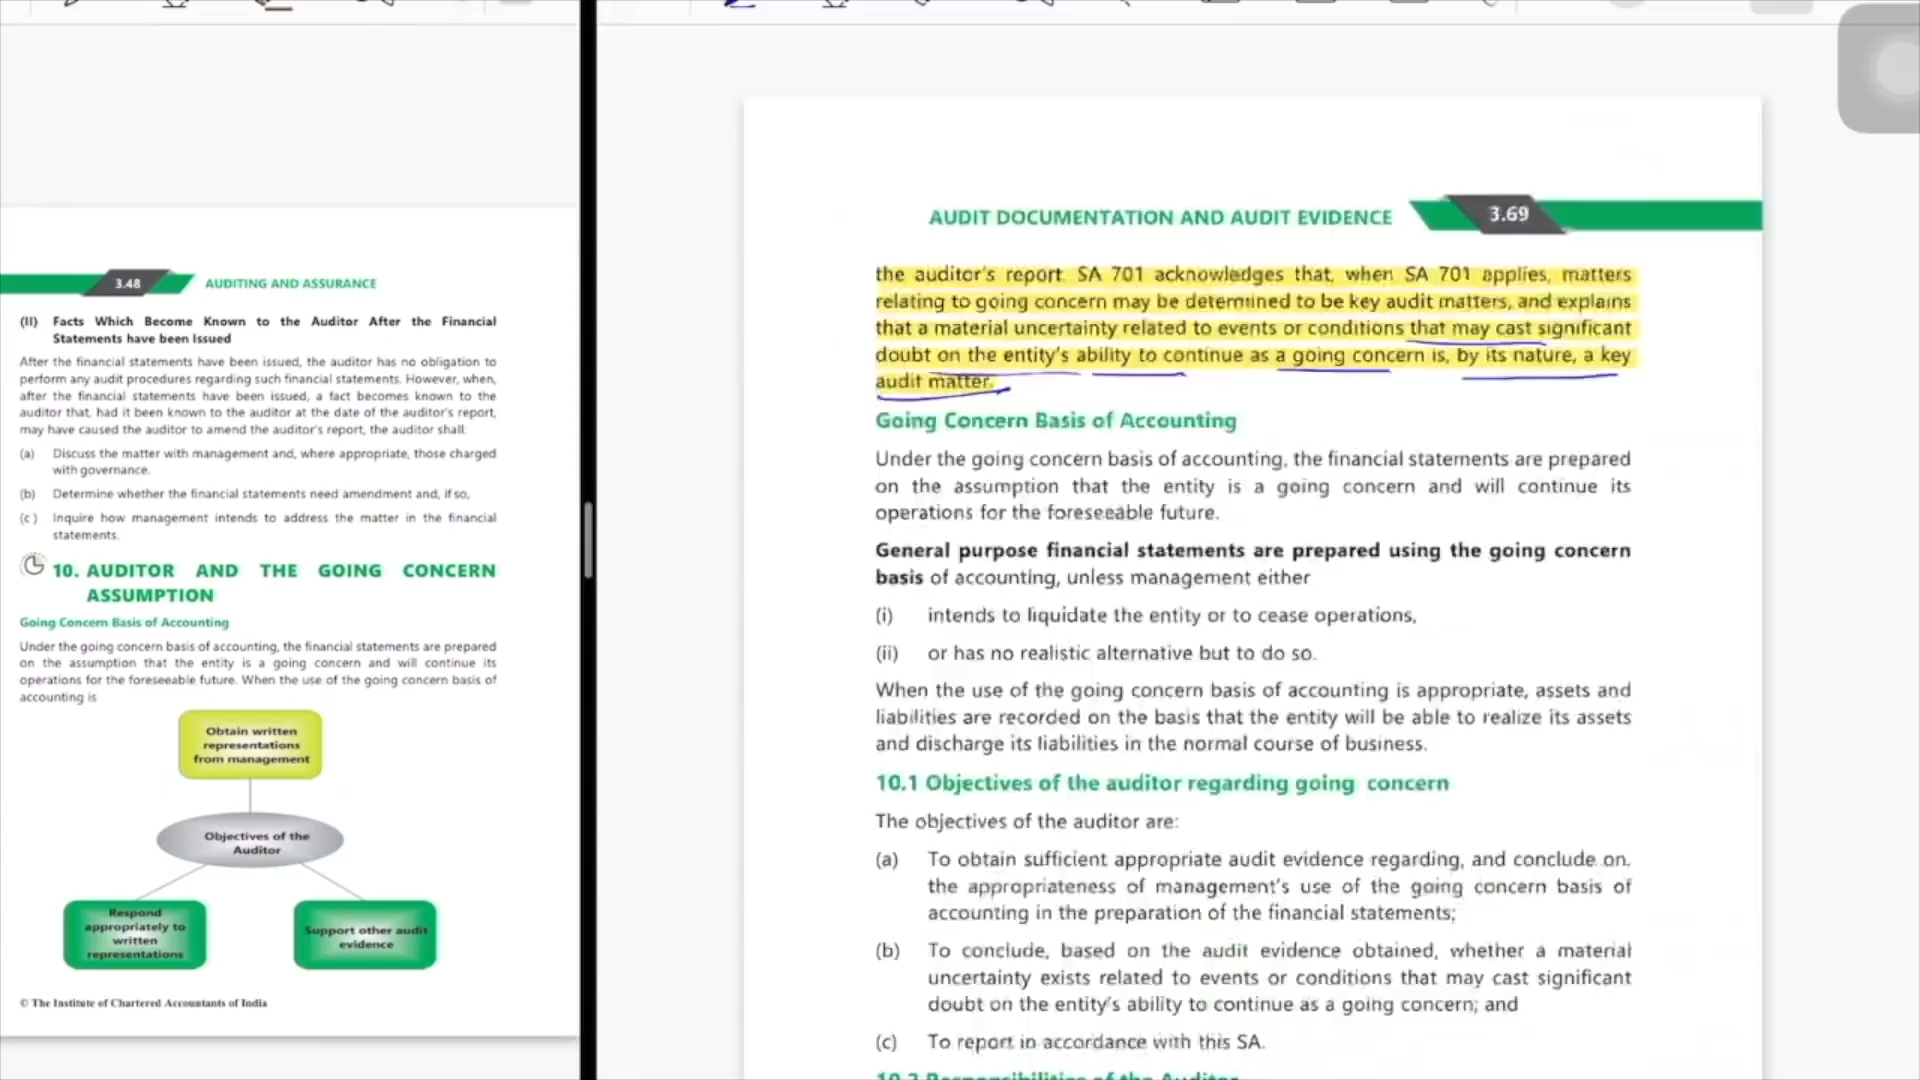 3.48 AUDITING AND ASSURANCE
(II) Facts Which Become Known to the Auditor After the Financial
Statements have been Issued
After the financial statements have been issued, the auditor has no obligation to
perform any audit procedures regarding such financial statements. However, when,
after the financial statements have been issued, a fact becomes known to the
auditor that, had it been known to the auditor at the date of the auditor's report,
may have caused the auditor to amend the auditor's report, the auditor shall:
(a) Discuss the matter with management and, where appropriate, those charged
with governance.
(b) Determine whether the financial statements need amendment and, if so,
(c ) Inquire how management intends to address the matter in the financial
statements.
10. AUDITOR AND THE GOING CONCERN
ASSUMPTION
Going Concern Basis of Accounting
Under the going concern basis of accounting, the financial statements are prepared
on the assumption that the entity is a going concern and will continue its
operations for the foreseeable future. When the use of the going concern basis of
accounting is
Obtain written
representations
from management
Objectives of the
Auditor
Respond
appropriately to
written
representations
Support other audit
evidence
© The Institute of Chartered Accountants of India
AUDIT DOCUMENTATION AND AUDIT EVIDENCE 3.69
the auditor's report. SA 701 acknowledges that, when SA 701 applies, matters
relating to going concern may be determined to be key audit matters, and explains
that a material uncertainty related to events or conditions that may cast significant
doubt on the entity's ability to continue as a going concern is, by its nature, a key
audit matter.
Going Concern Basis of Accounting
Under the going concern basis of accounting, the financial statements are prepared
on the assumption that the entity is a going concern and will continue its
operations for the foreseeable future.
General purpose financial statements are prepared using the going concern
basis of accounting, unless management either
(i) intends to liquidate the entity or to cease operations,
(ii) or has no realistic alternative but to do so.
When the use of the going concern basis of accounting is appropriate, assets and
liabilities are recorded on the basis that the entity will be able to realize its assets
and discharge its liabilities in the normal course of business.
10.1 Objectives of the auditor regarding going concern
The objectives of the auditor are:
(a) To obtain sufficient appropriate audit evidence regarding, and conclude on,
the appropriateness of management's use of the going concern basis of
accounting in the preparation of the financial statements;
(b) To conclude, based on the audit evidence obtained, whether a material
uncertainty exists related to events or conditions that may cast significant
doubt on the entity's ability to continue as a going concern; and
(c) To report in accordance with this SA.
10.2 Responsibilities of the Auditor